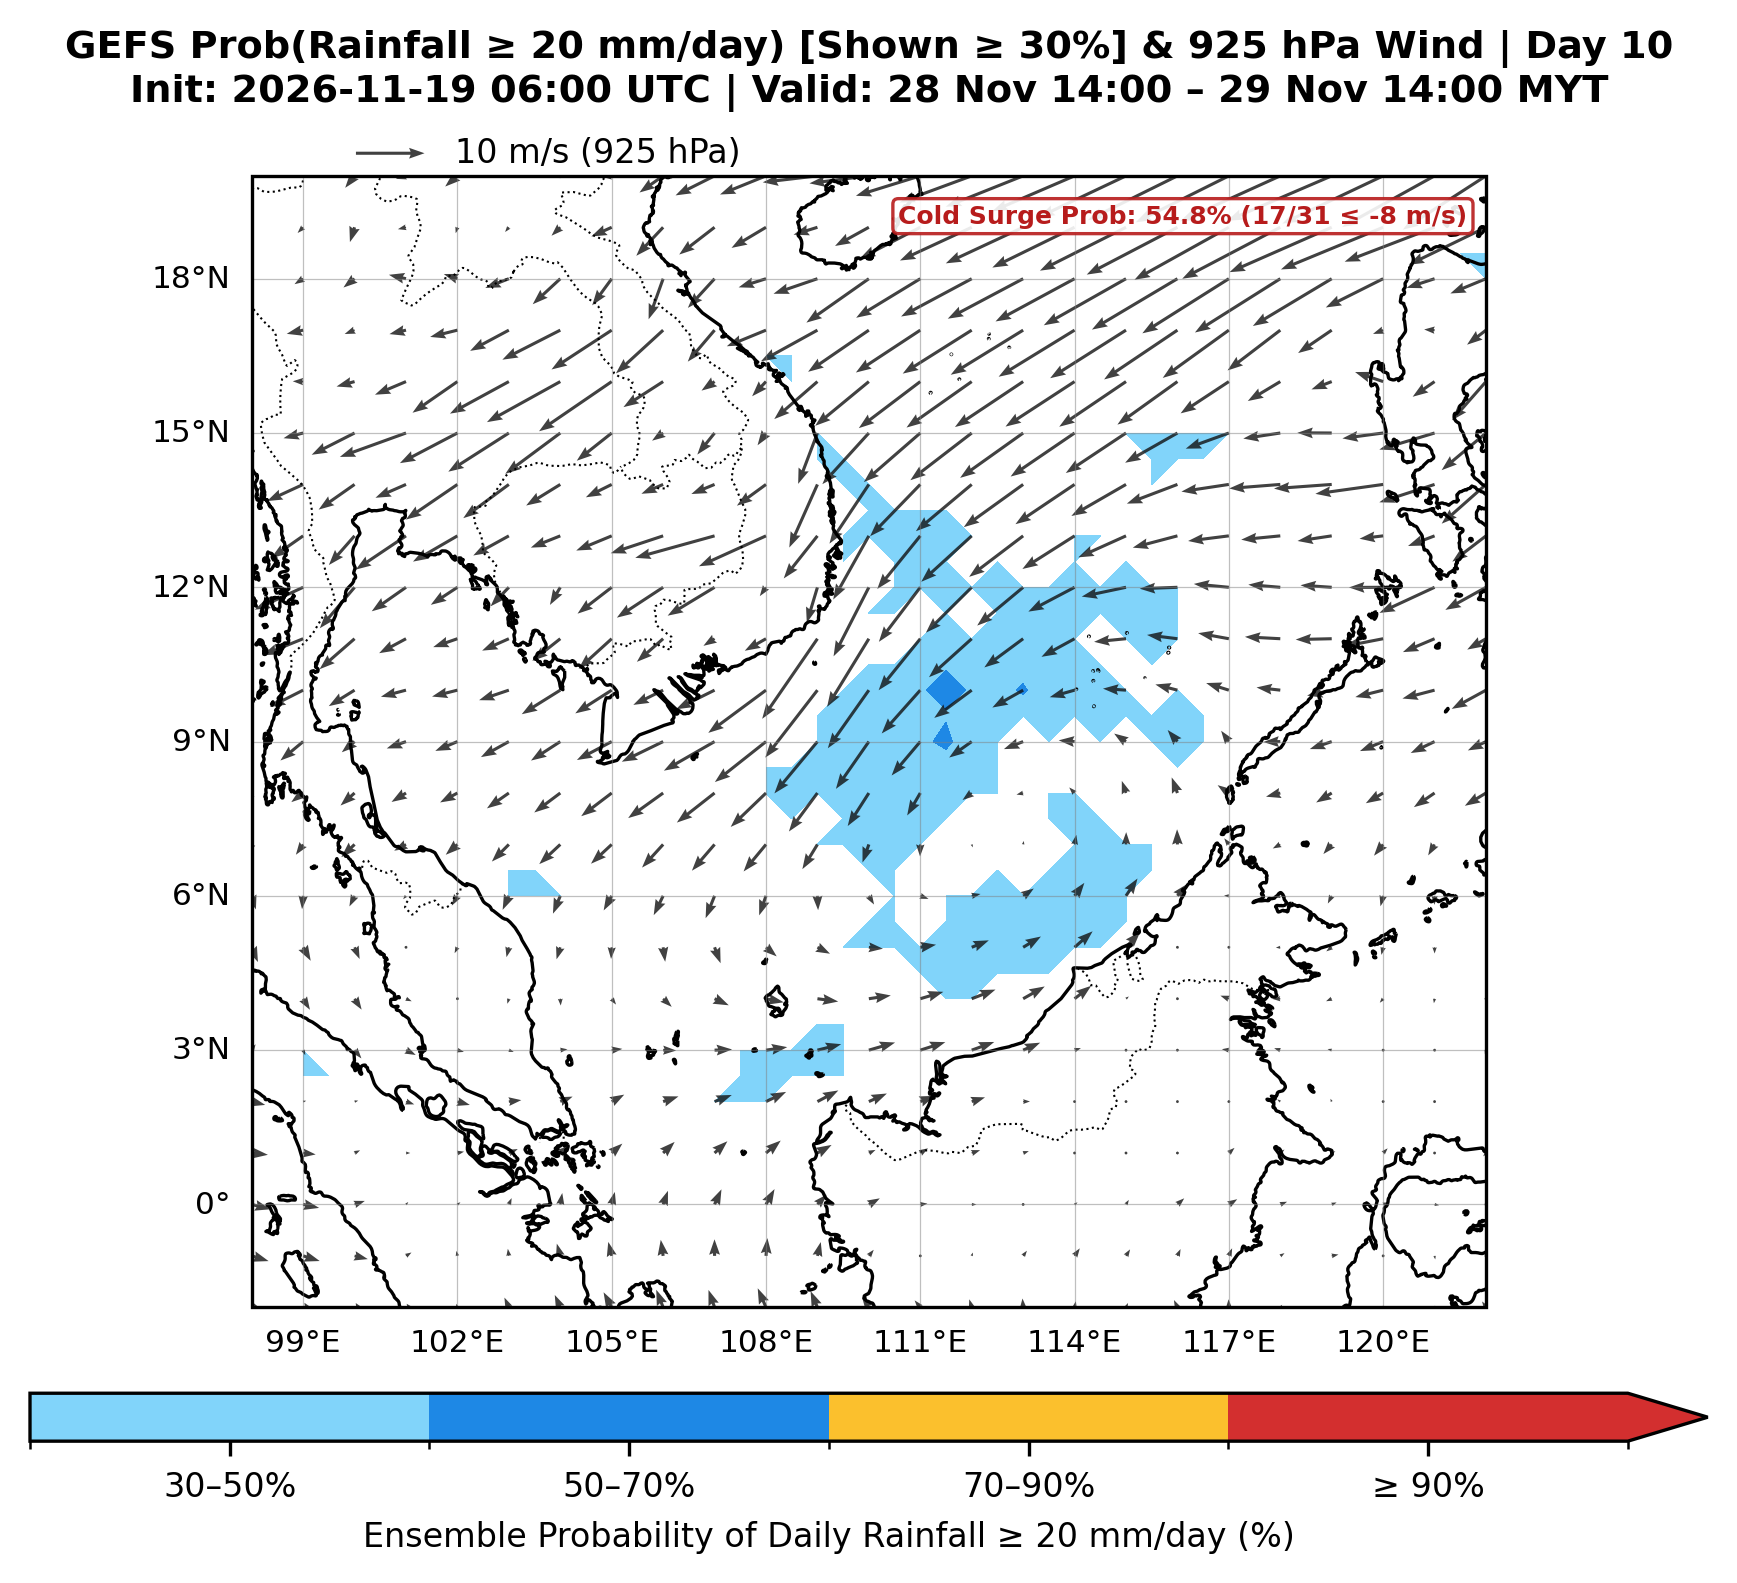 GEFS Prob(Rainfall ≥ 20 mm/day) [Shown ≥ 30%] & 925 hPa Wind | Day 10
Init: 2026-11-19 06:00 UTC | Valid: 28 Nov 14:00 – 29 Nov 14:00 MYT
10 m/s (925 hPa)
Cold Surge Prob: 54.8% (17/31 ≤ -8 m/s)
18°N
15°N
12°N
9°N
6°N
3°N
0°
99°E 102°E 105°E 108°E 111°E 114°E 117°E 120°E
30–50% 50–70% 70–90% ≥ 90%
Ensemble Probability of Daily Rainfall ≥ 20 mm/day (%)